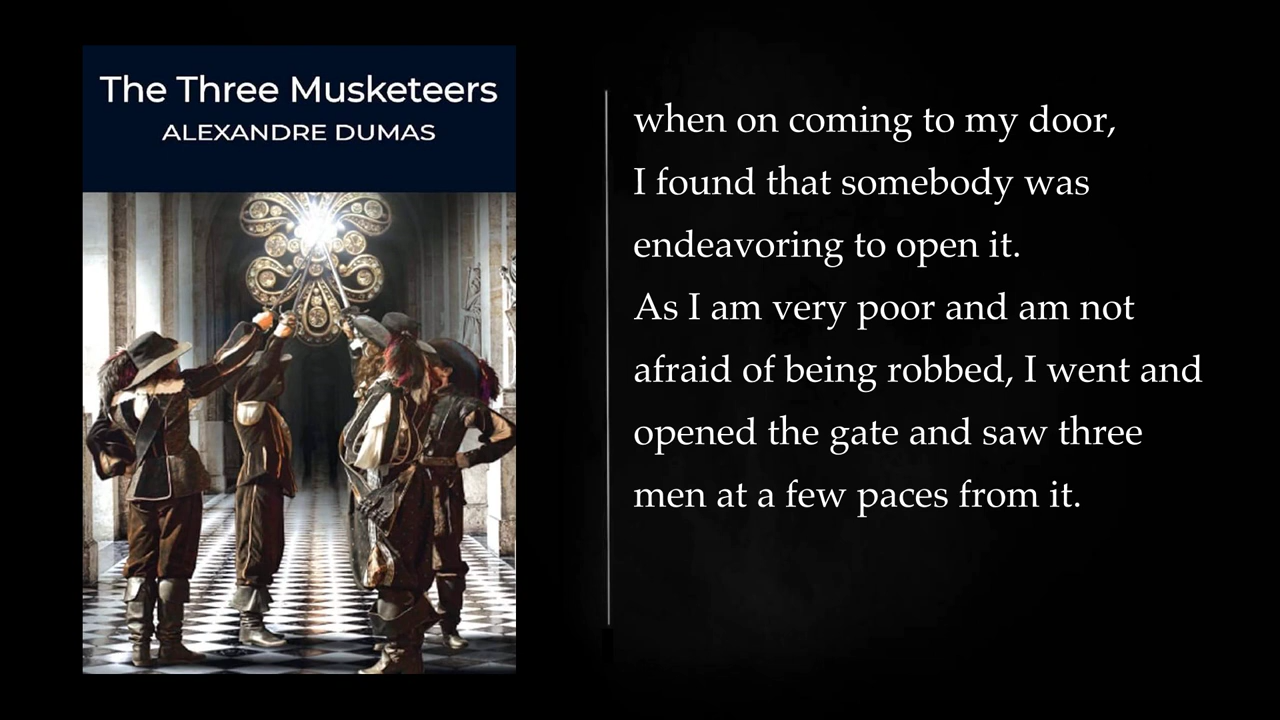 The Three Musketeers
ALEXANDRE DUMAS
when on coming to my door,
I found that somebody was
endeavoring to open it.
As I am very poor and am not
afraid of being robbed, I went and
opened the gate and saw three
men at a few paces from it.